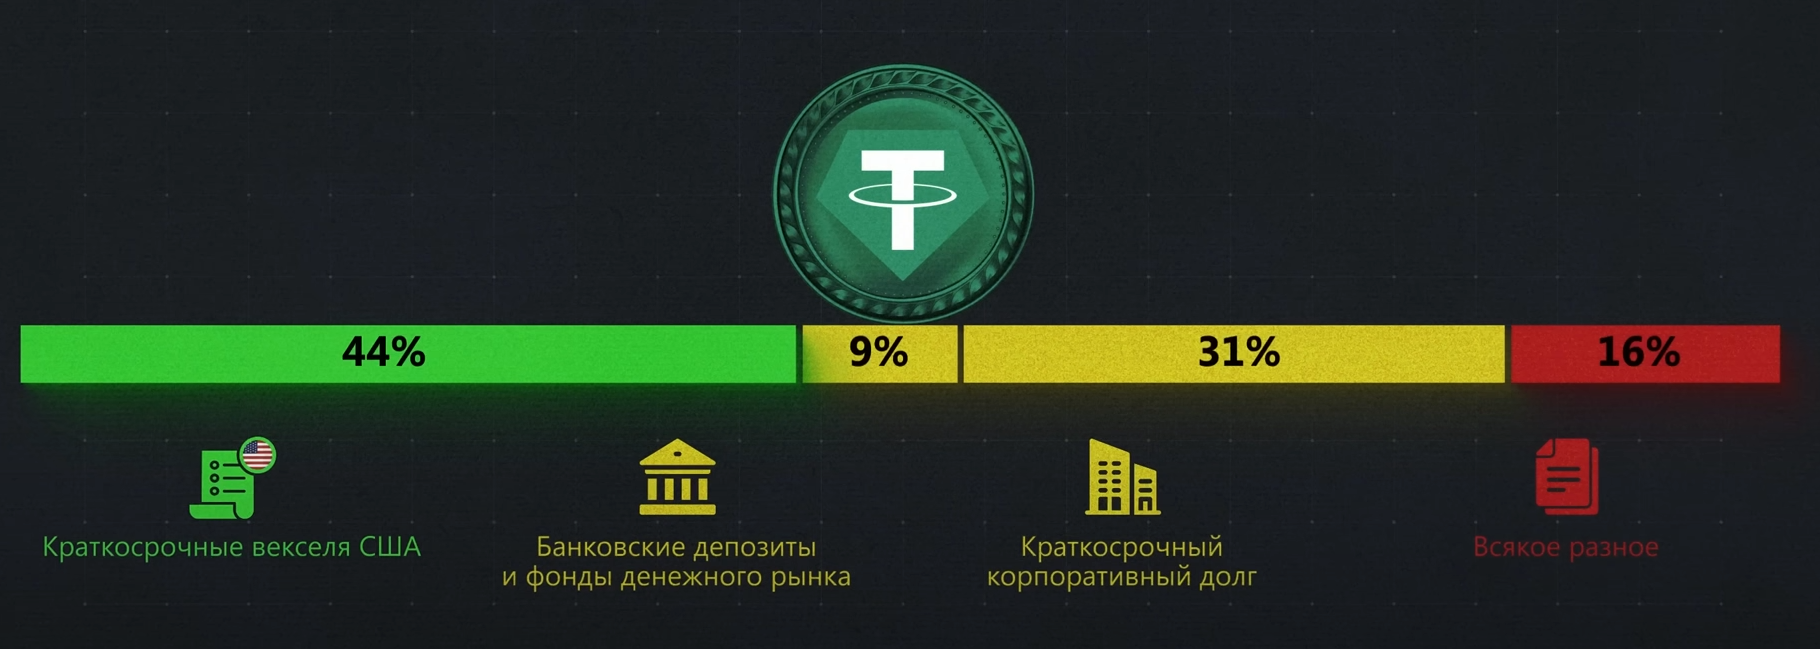 44%
9%
31%
16%
Краткосрочные векселя США
Банковские депозиты
и фонды денежного рынка
Краткосрочный
корпоративный долг
Всякое разное